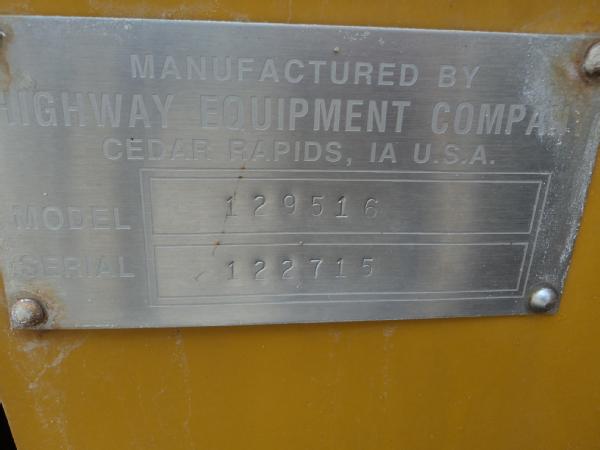 MANUFACTURED BY
HIGHWAY EQUIPMENT COMPA
CEDAR RAPIDS, IA U.S.A.
MODEL 129516
SERIAL 122715